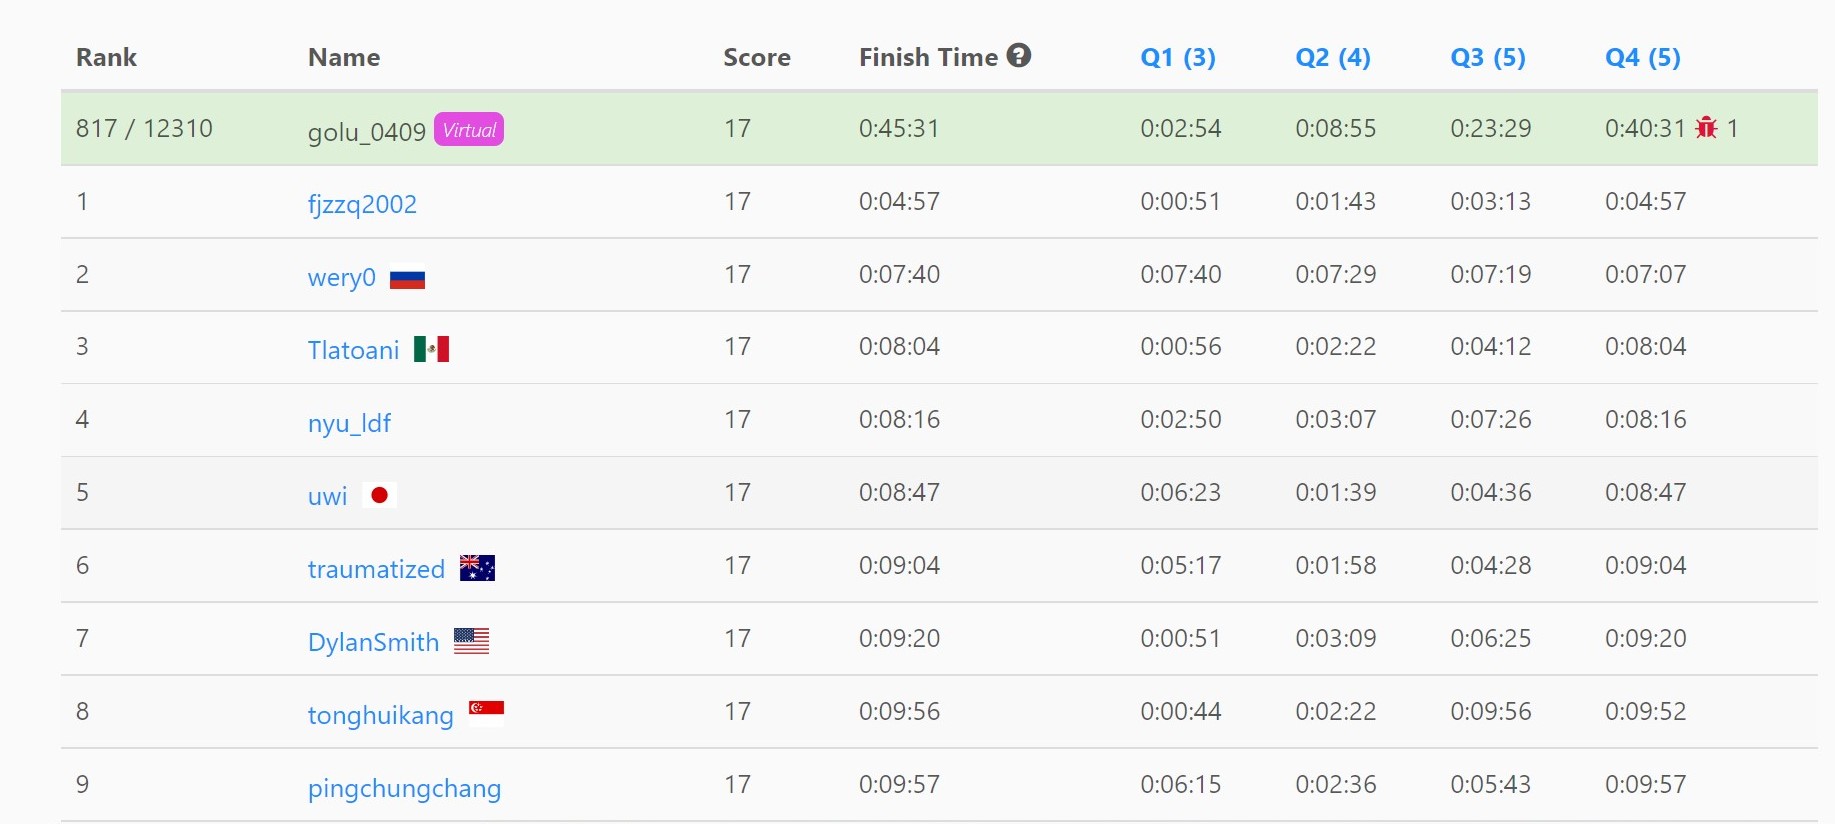 Rank Name Score Finish Time ? Q1 (3) Q2 (4) Q3 (5) Q4 (5)
817 / 12310 golu_0409 Virtual 17 0:45:31 0:02:54 0:08:55 0:23:29 0:40:31 1
1 fjzzq2002 17 0:04:57 0:00:51 0:01:43 0:03:13 0:04:57
2 wery0 17 0:07:40 0:07:40 0:07:29 0:07:19 0:07:07
3 Tlatoani 17 0:08:04 0:00:56 0:02:22 0:04:12 0:08:04
4 nyu_ldf 17 0:08:16 0:02:50 0:03:07 0:07:26 0:08:16
5 uwi 17 0:08:47 0:06:23 0:01:39 0:04:36 0:08:47
6 traumatized 17 0:09:04 0:05:17 0:01:58 0:04:28 0:09:04
7 DylanSmith 17 0:09:20 0:00:51 0:03:09 0:06:25 0:09:20
8 tonghuikang 17 0:09:56 0:00:44 0:02:22 0:09:56 0:09:52
9 pingchungchang 17 0:09:57 0:06:15 0:02:36 0:05:43 0:09:57